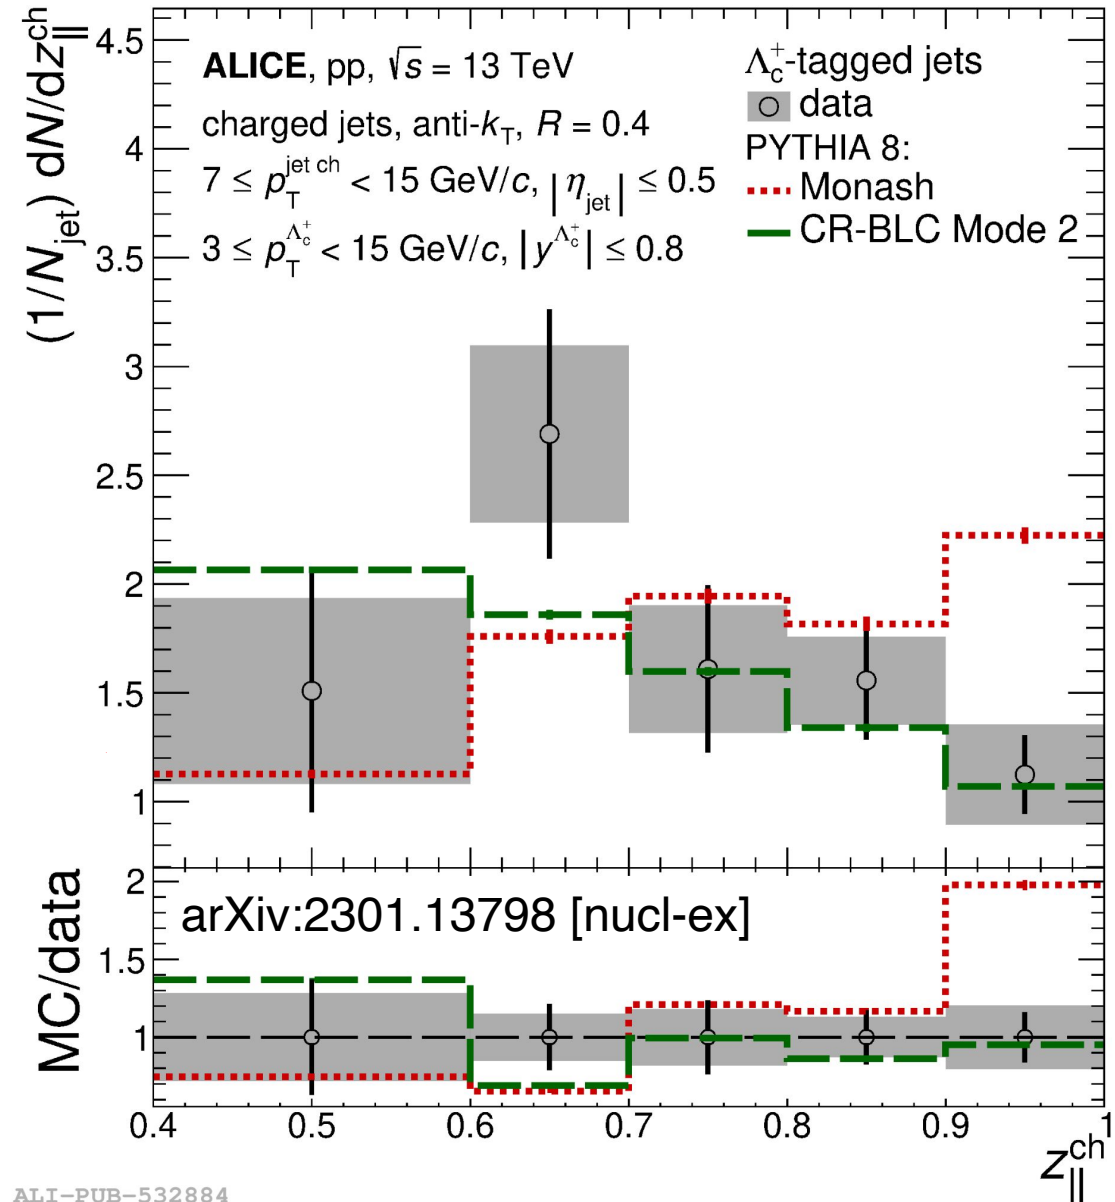 (1/N_jet) dN/dz_||^ch
ALICE, pp, √s = 13 TeV
charged jets, anti-k_T, R = 0.4
7 ≤ p_T^jet ch < 15 GeV/c, |η_jet| ≤ 0.5
3 ≤ p_T^Λ_c^+ < 15 GeV/c, |y^Λ_c^+| ≤ 0.8
Λ_c^+-tagged jets
data
PYTHIA 8:
Monash
CR-BLC Mode 2
4.5
4
3.5
3
2.5
2
1.5
1
MC/data
arXiv:2301.13798 [nucl-ex]
2
1.5
1
0.4 0.5 0.6 0.7 0.8 0.9 1
z_||^ch
ALI-PUB-532884